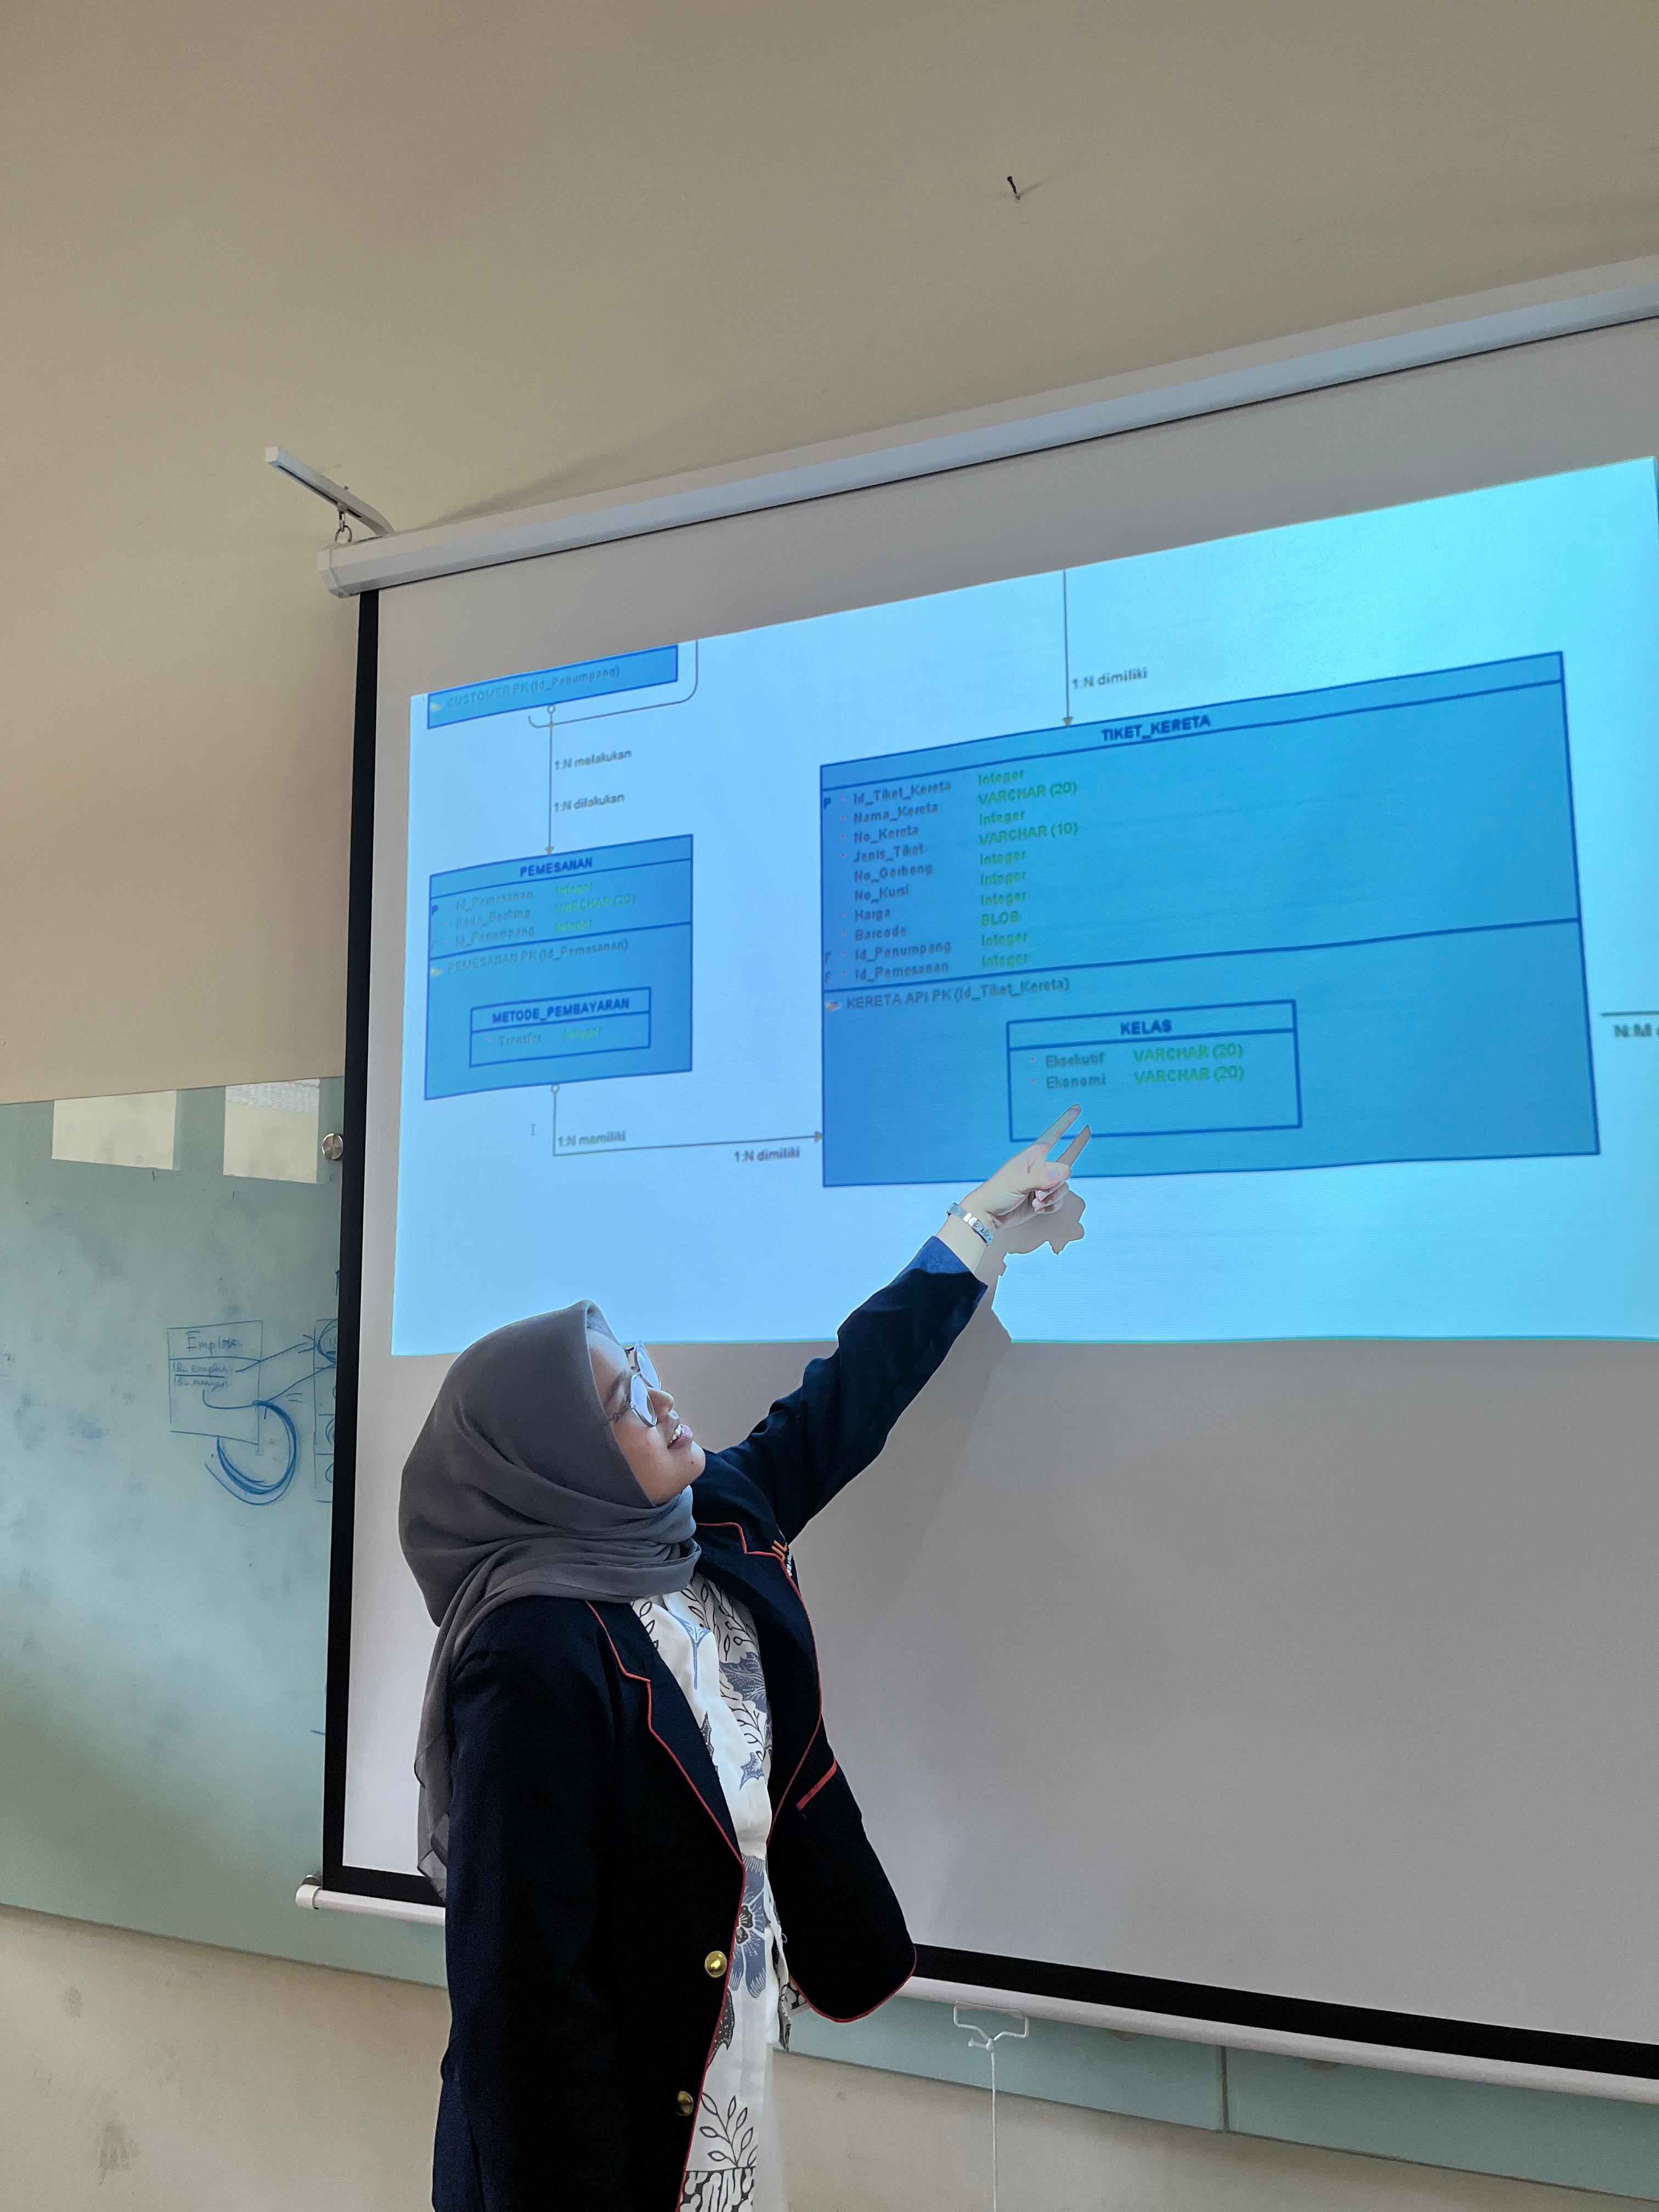 CUSTOMER PK (Id_Penumpang)
1:N melakukan
1:N dilakukan
PEMESANAN
P * Id_Pemesanan Integer
* Kode_Booking VARCHAR (20)
F * Id_Penumpang Integer
PEMESANAN PK (Id_Pemesanan)
METODE_PEMBAYARAN
* Transfer Integer
1:N memiliki
1:N dimiliki
1:N dimiliki
TIKET_KERETA
P * Id_Tiket_Kereta Integer
* Nama_Kereta VARCHAR (20)
* No_Kereta Integer
* Jenis_Tiket VARCHAR (10)
No_Gerbong Integer
No_Kursi Integer
* Harga Integer
* Barcode BLOB
F * Id_Penumpang Integer
F * Id_Pemesanan Integer
KERETA API PK (Id_Tiket_Kereta)
KELAS
* Eksekutif VARCHAR (20)
* Ekonomi VARCHAR (20)
N:M